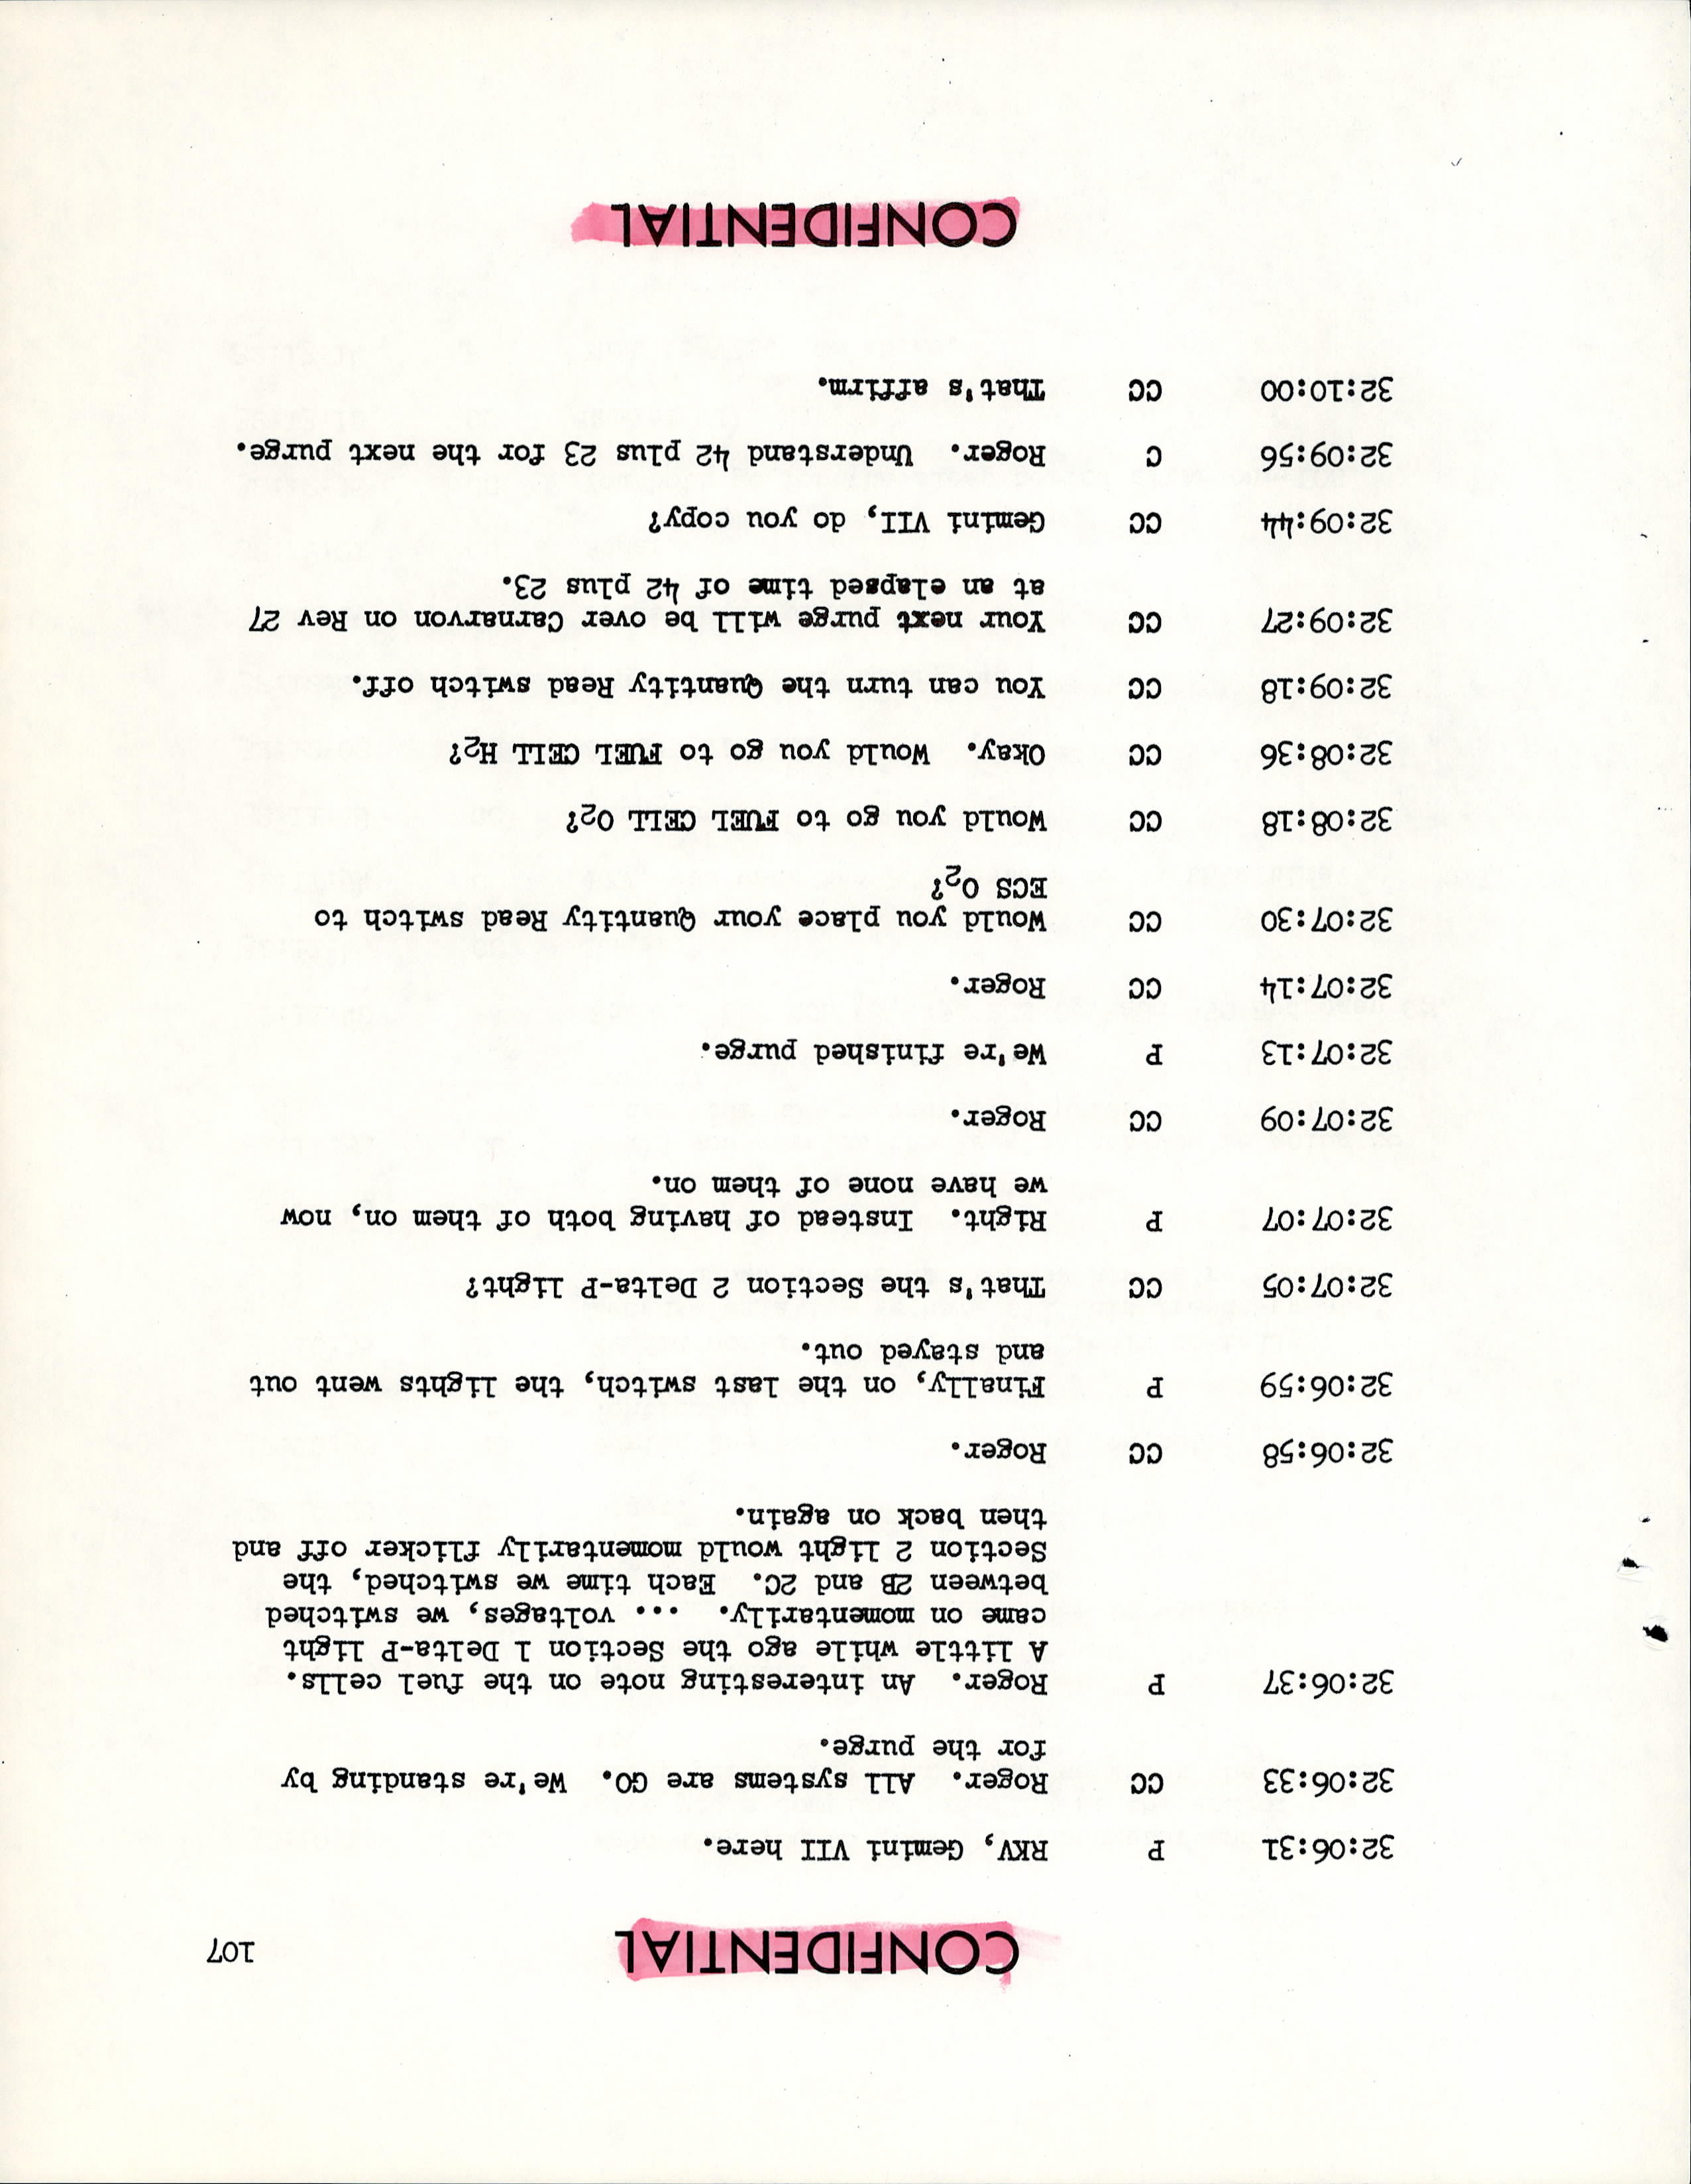 CONFIDENTIAL
107
32:06:31 P RKV, Gemini VII here.
32:06:33 CC Roger. All systems are GO. We're standing by
for the purge.
32:06:37 P Roger. An interesting note on the fuel cells.
A little while ago the Section 1 Delta-P light
came on momentarily. ... voltages, we switched
between 2B and 2C. Each time we switched, the
Section 2 light would momentarily flicker off and
then back on again.
32:06:58 CC Roger.
32:06:59 P Finally, on the last switch, the lights went out
and stayed out.
32:07:05 CC That's the Section 2 Delta-P light?
32:07:07 P Right. Instead of having both of them on, now
we have none of them on.
32:07:09 CC Roger.
32:07:13 P We're finished purge.
32:07:14 CC Roger.
32:07:30 CC Would you place your Quantity Read switch to
ECS O2?
32:08:18 CC Would you go to FUEL CELL O2?
32:08:36 CC Okay. Would you go to FUEL CELL H2?
32:09:18 CC You can turn the Quantity Read switch off.
32:09:27 CC Your next purge will be over Carnarvon on Rev 27
at an elapsed time of 42 plus 23.
32:09:44 CC Gemini VII, do you copy?
32:09:56 C Roger. Understand 42 plus 23 for the next purge.
32:10:00 CC That's affirm.
CONFIDENTIAL